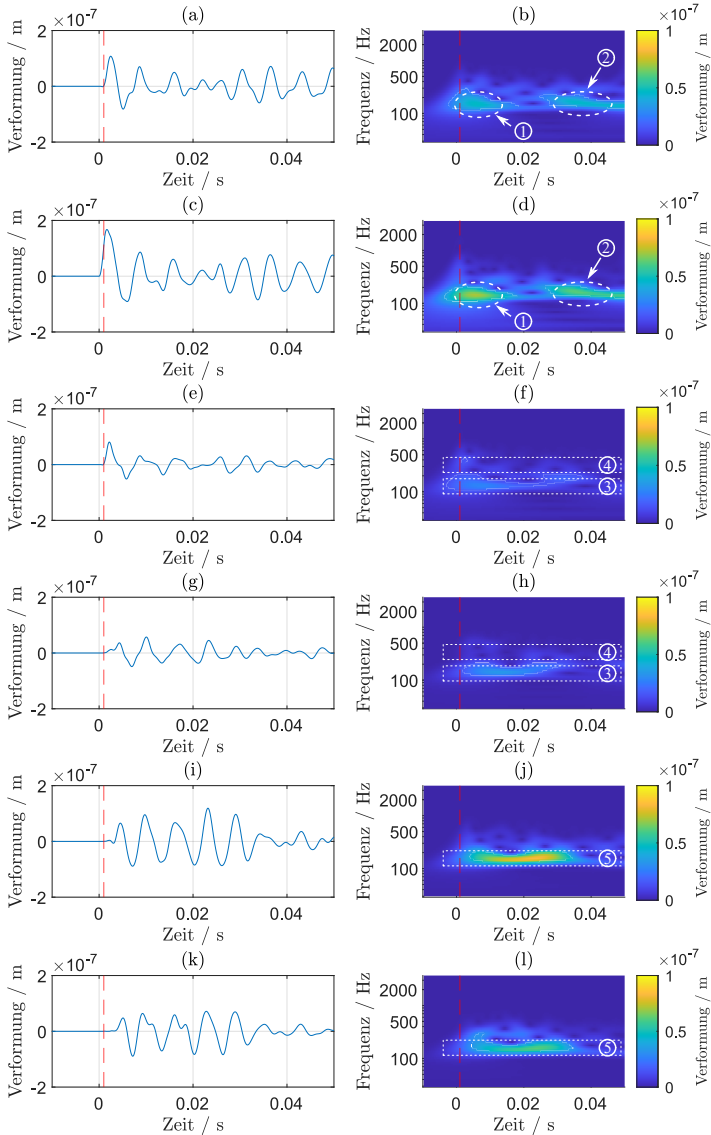 (a)
×10⁻⁷
2
0
-2
Verformung / m
0
0.02
0.04
Zeit / s
(b)
2000
500
100
Frequenz / Hz
①
②
0
0.02
0.04
Zeit / s
×10⁻⁷
1
0.5
0
Verformung / m
(c)
×10⁻⁷
2
0
-2
Verformung / m
0
0.02
0.04
Zeit / s
(d)
2000
500
100
Frequenz / Hz
①
②
0
0.02
0.04
Zeit / s
×10⁻⁷
1
0.5
0
Verformung / m
(e)
×10⁻⁷
2
0
-2
Verformung / m
0
0.02
0.04
Zeit / s
(f)
2000
500
100
Frequenz / Hz
④
③
0
0.02
0.04
Zeit / s
×10⁻⁷
1
0.5
0
Verformung / m
(g)
×10⁻⁷
2
0
-2
Verformung / m
0
0.02
0.04
Zeit / s
(h)
2000
500
100
Frequenz / Hz
④
③
0
0.02
0.04
Zeit / s
×10⁻⁷
1
0.5
0
Verformung / m
(i)
×10⁻⁷
2
0
-2
Verformung / m
0
0.02
0.04
Zeit / s
(j)
2000
500
100
Frequenz / Hz
⑤
0
0.02
0.04
Zeit / s
×10⁻⁷
1
0.5
0
Verformung / m
(k)
×10⁻⁷
2
0
-2
Verformung / m
0
0.02
0.04
Zeit / s
(l)
2000
500
100
Frequenz / Hz
⑤
0
0.02
0.04
Zeit / s
×10⁻⁷
1
0.5
0
Verformung / m